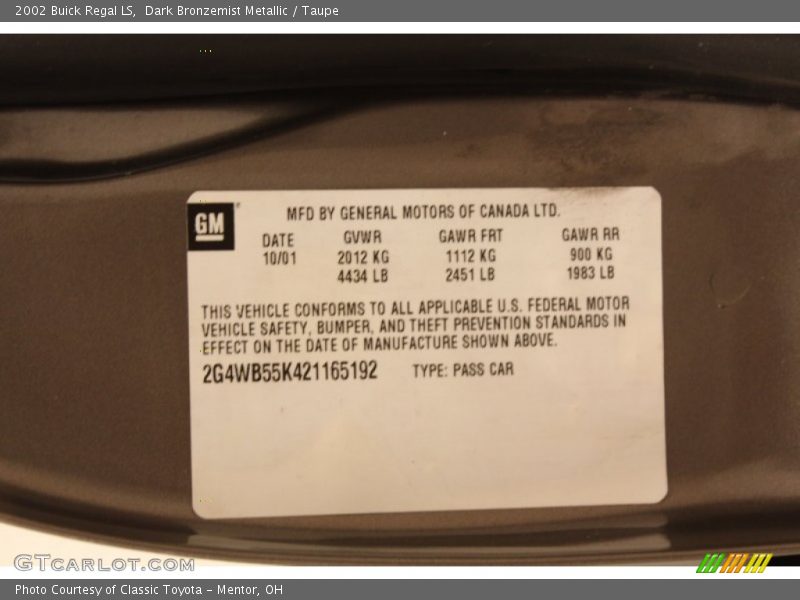 2002 Buick Regal LS,  Dark Bronzemist Metallic / Taupe
GM
MFD BY GENERAL MOTORS OF CANADA LTD.
DATE GVWR GAWR FRT GAWR RR
10/01 2012 KG 1112 KG 900 KG
4434 LB 2451 LB 1983 LB
THIS VEHICLE CONFORMS TO ALL APPLICABLE U.S. FEDERAL MOTOR
VEHICLE SAFETY, BUMPER, AND THEFT PREVENTION STANDARDS IN
EFFECT ON THE DATE OF MANUFACTURE SHOWN ABOVE.
2G4WB55K421165192 TYPE: PASS CAR
GTCarLot.com
Photo Courtesy of Classic Toyota - Mentor, OH